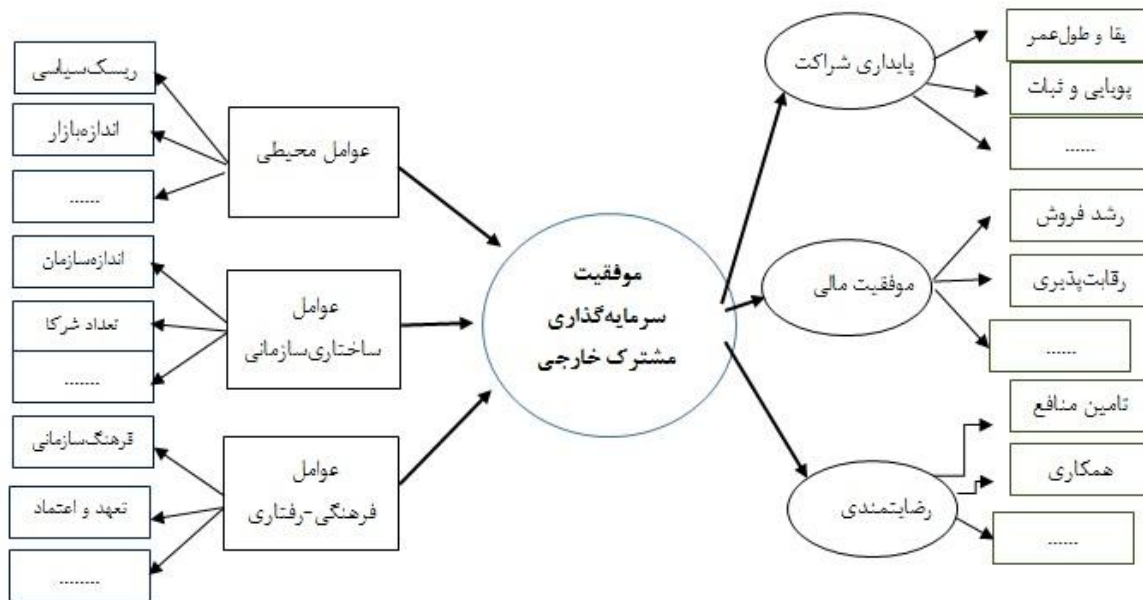 یقا و طول‌عمر
پویایی و ثبات
......
پایداری شراکت
رشد فروش
رقابت‌پذیری
......
موفقیت مالی
تامین منافع
همکاری
......
رضایتمندی
موفقیت
سرمایه‌گذاری
مشترک خارجی
عوامل محیطی
ریسک‌سیاسی
اندازه‌بازار
......
عوامل
ساختاری‌سازمانی
اندازه‌سازمان
تعداد شرکا
.......
عوامل
فرهنگی-رفتاری
قرهنگ‌سازمانی
تعهد و اعتماد
........